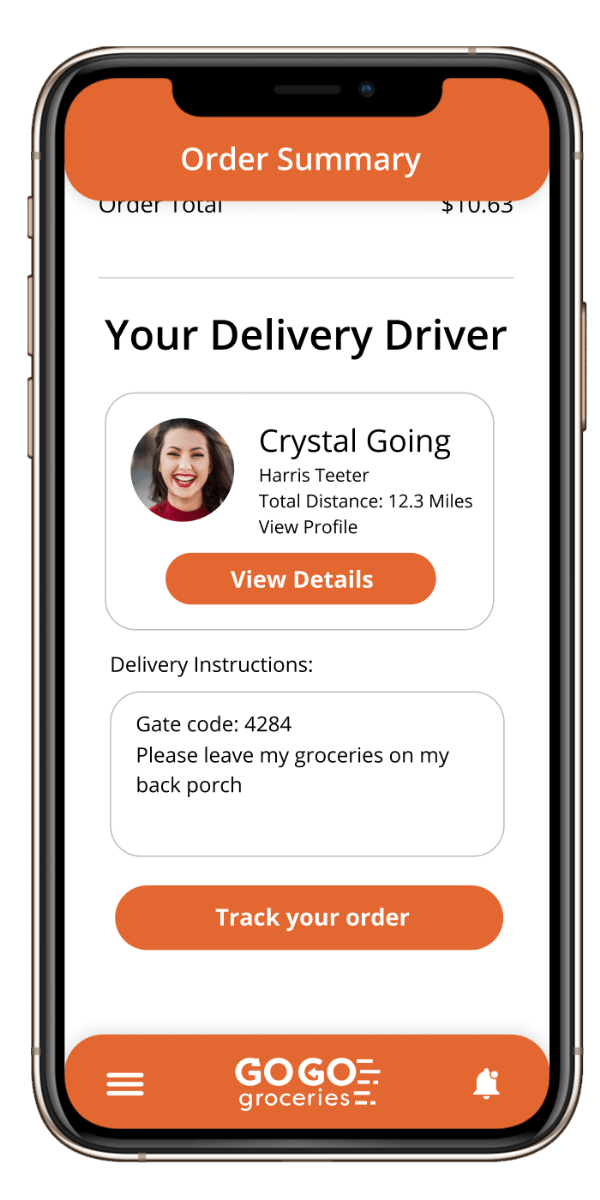 Order Summary
Order Total $10.63
Your Delivery Driver
Crystal Going
Harris Teeter
Total Distance: 12.3 Miles
View Profile
View Details
Delivery Instructions:
Gate code: 4284
Please leave my groceries on my
back porch
Track your order
GOGO
groceries